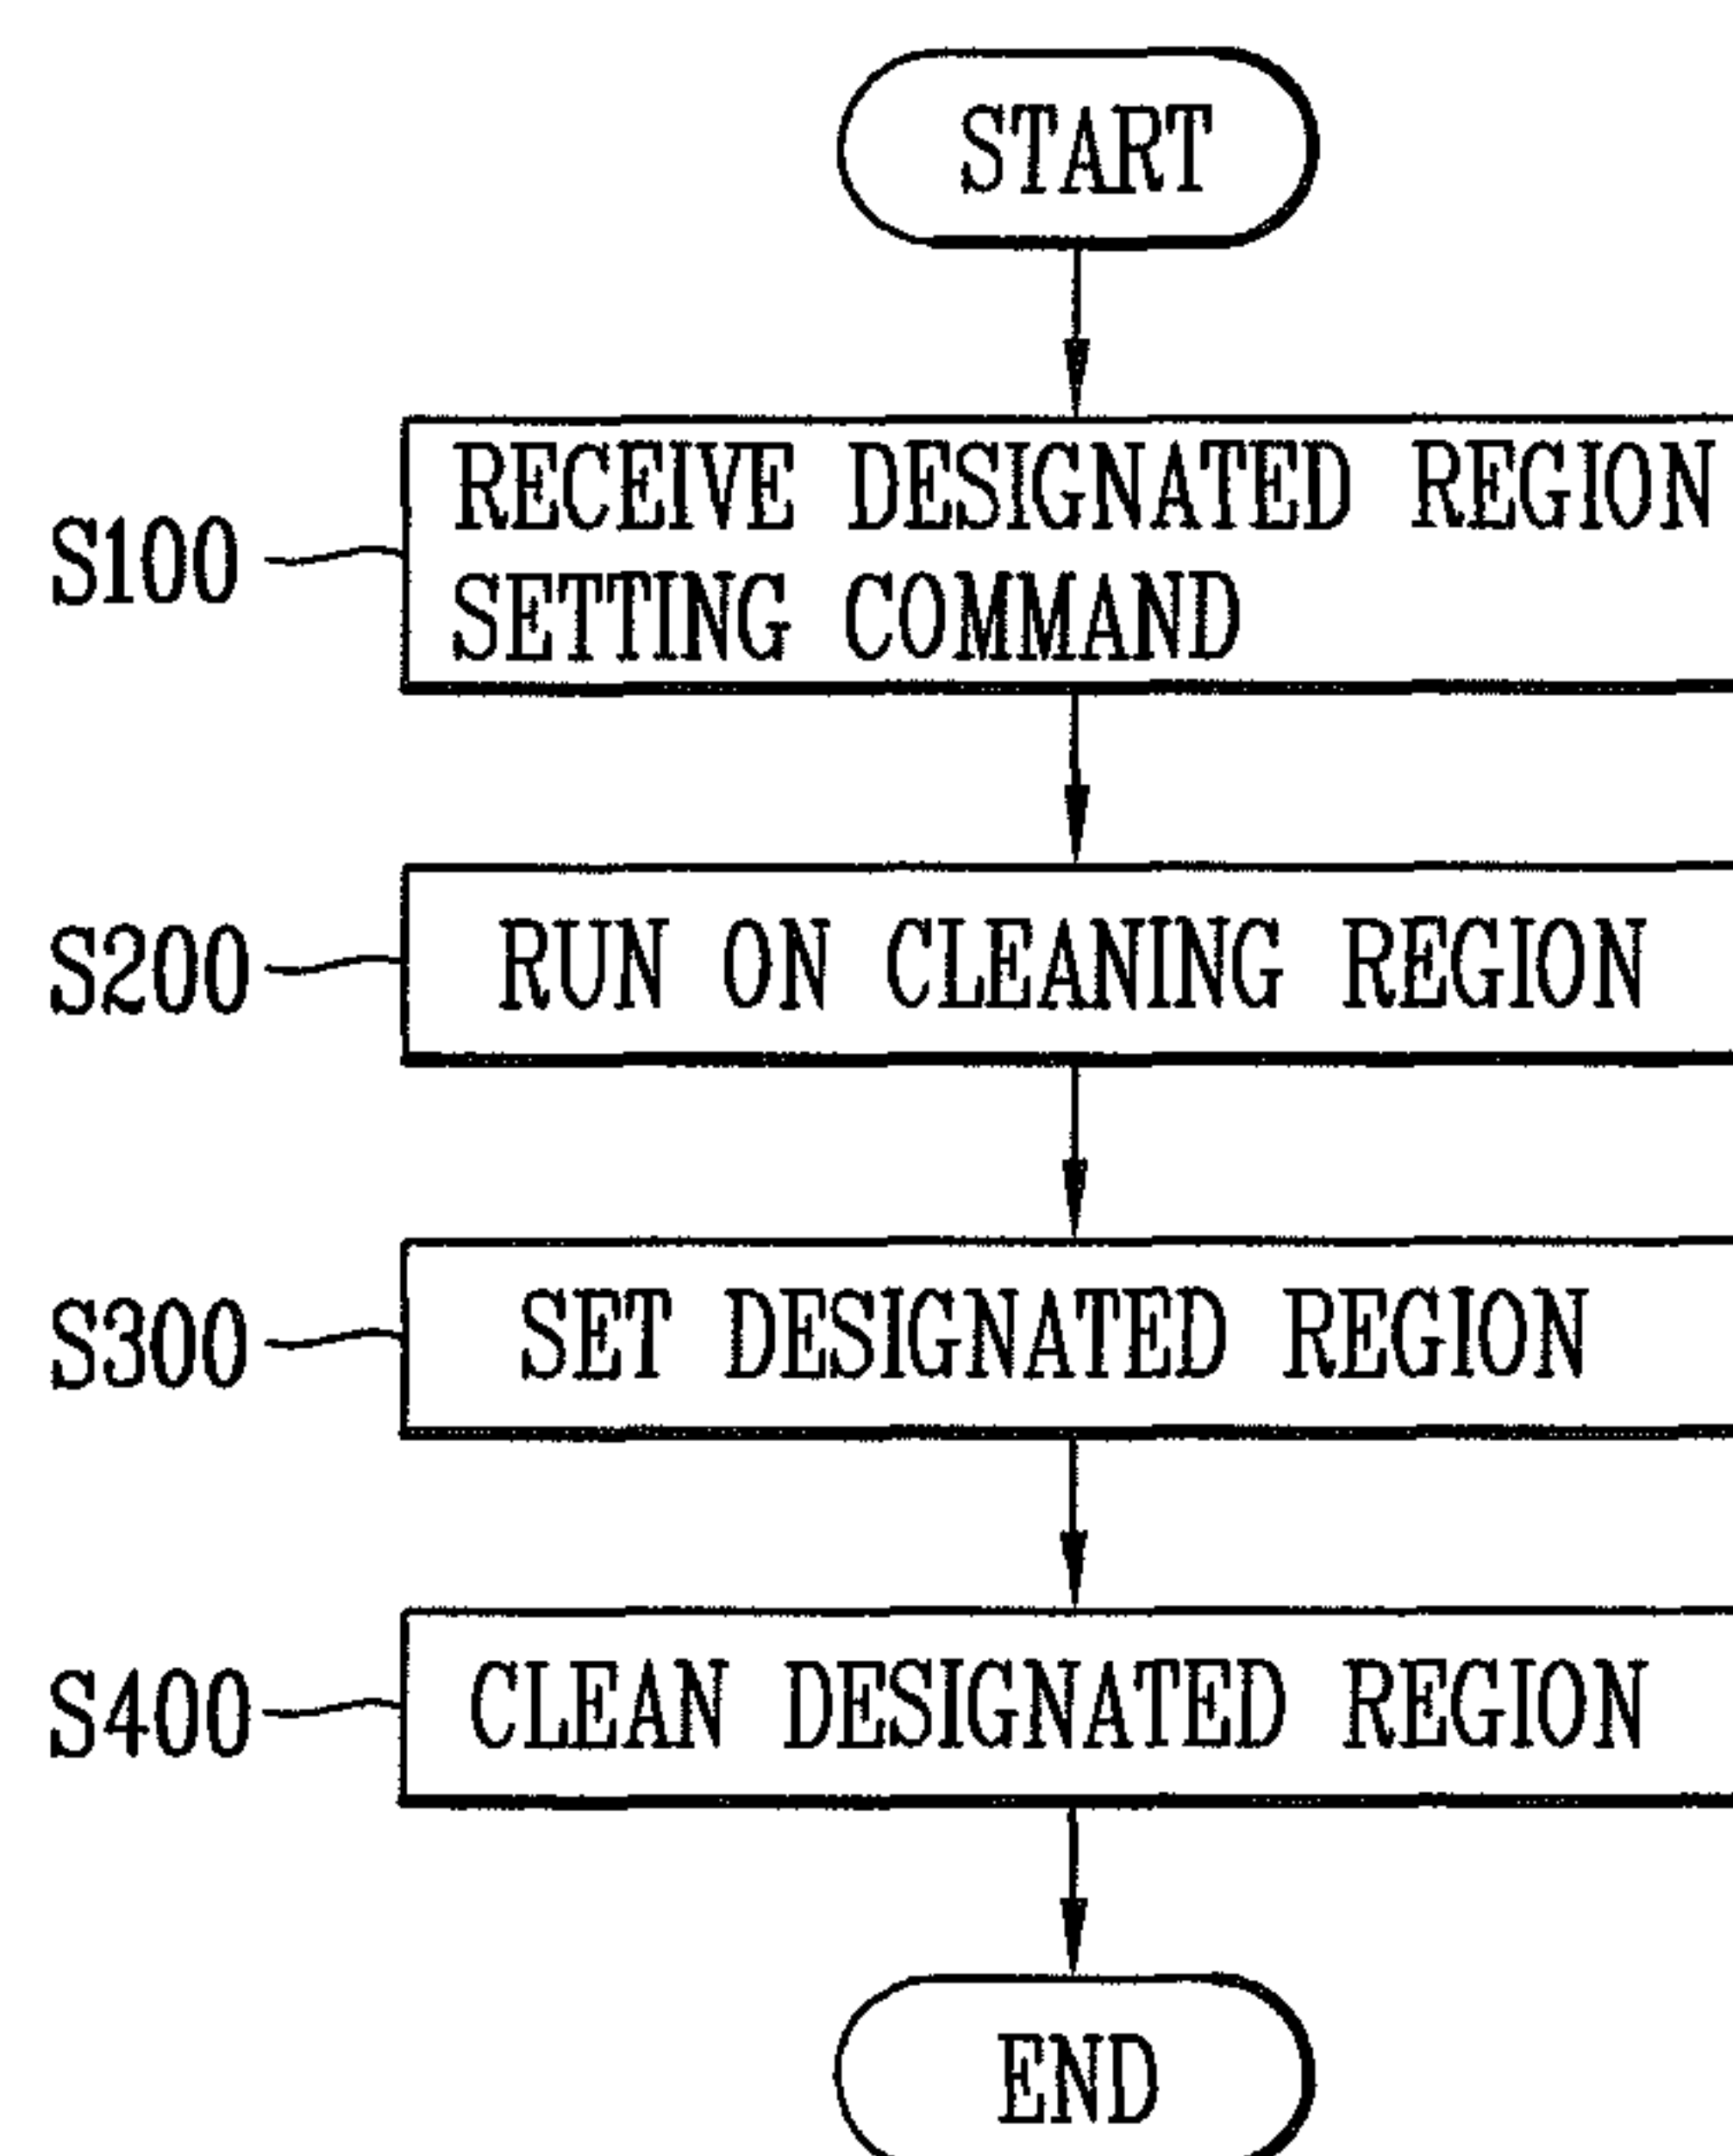 START
S100
RECEIVE DESIGNATED REGION
SETTING COMMAND
S200
RUN ON CLEANING REGION
S300
SET DESIGNATED REGION
S400
CLEAN DESIGNATED REGION
END